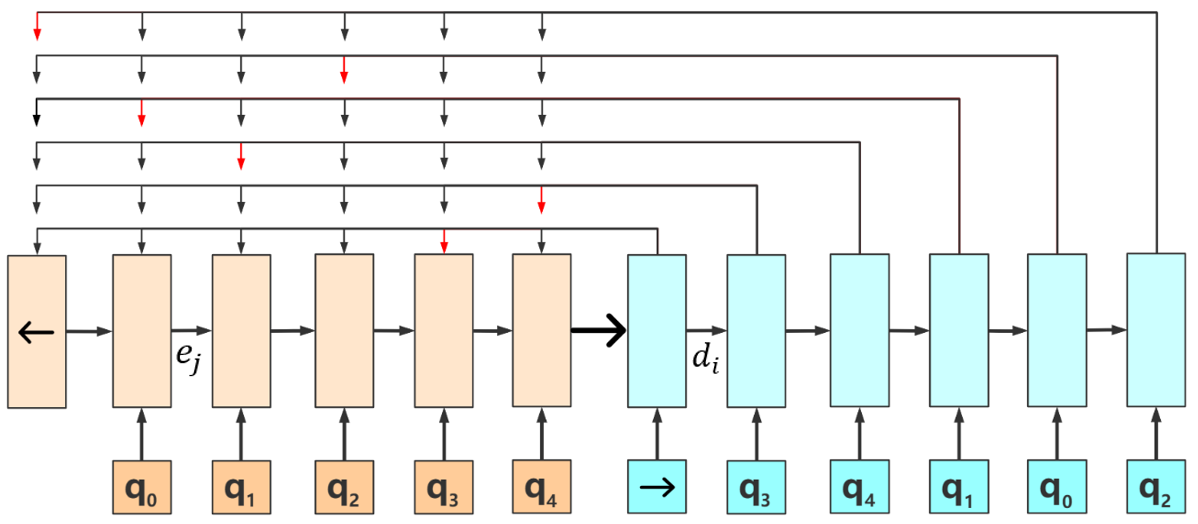 ←
e_j
d_i
q₀ q₁ q₂ q₃ q₄ → q₃ q₄ q₁ q₀ q₂